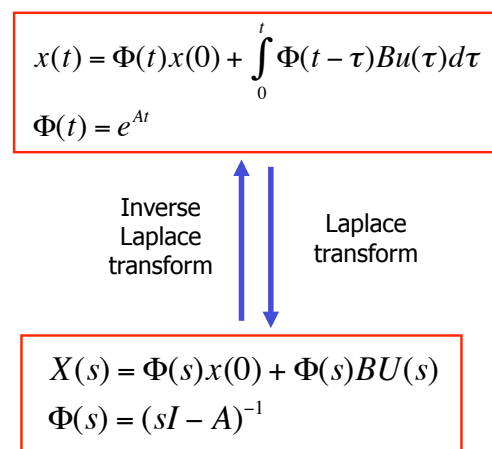 x(t) = Φ(t)x(0) + ∫₀ᵗ Φ(t − τ)Bu(τ)dτ
Φ(t) = e^{At}
Inverse
Laplace
transform
Laplace
transform
X(s) = Φ(s)x(0) + Φ(s)BU(s)
Φ(s) = (sI − A)⁻¹